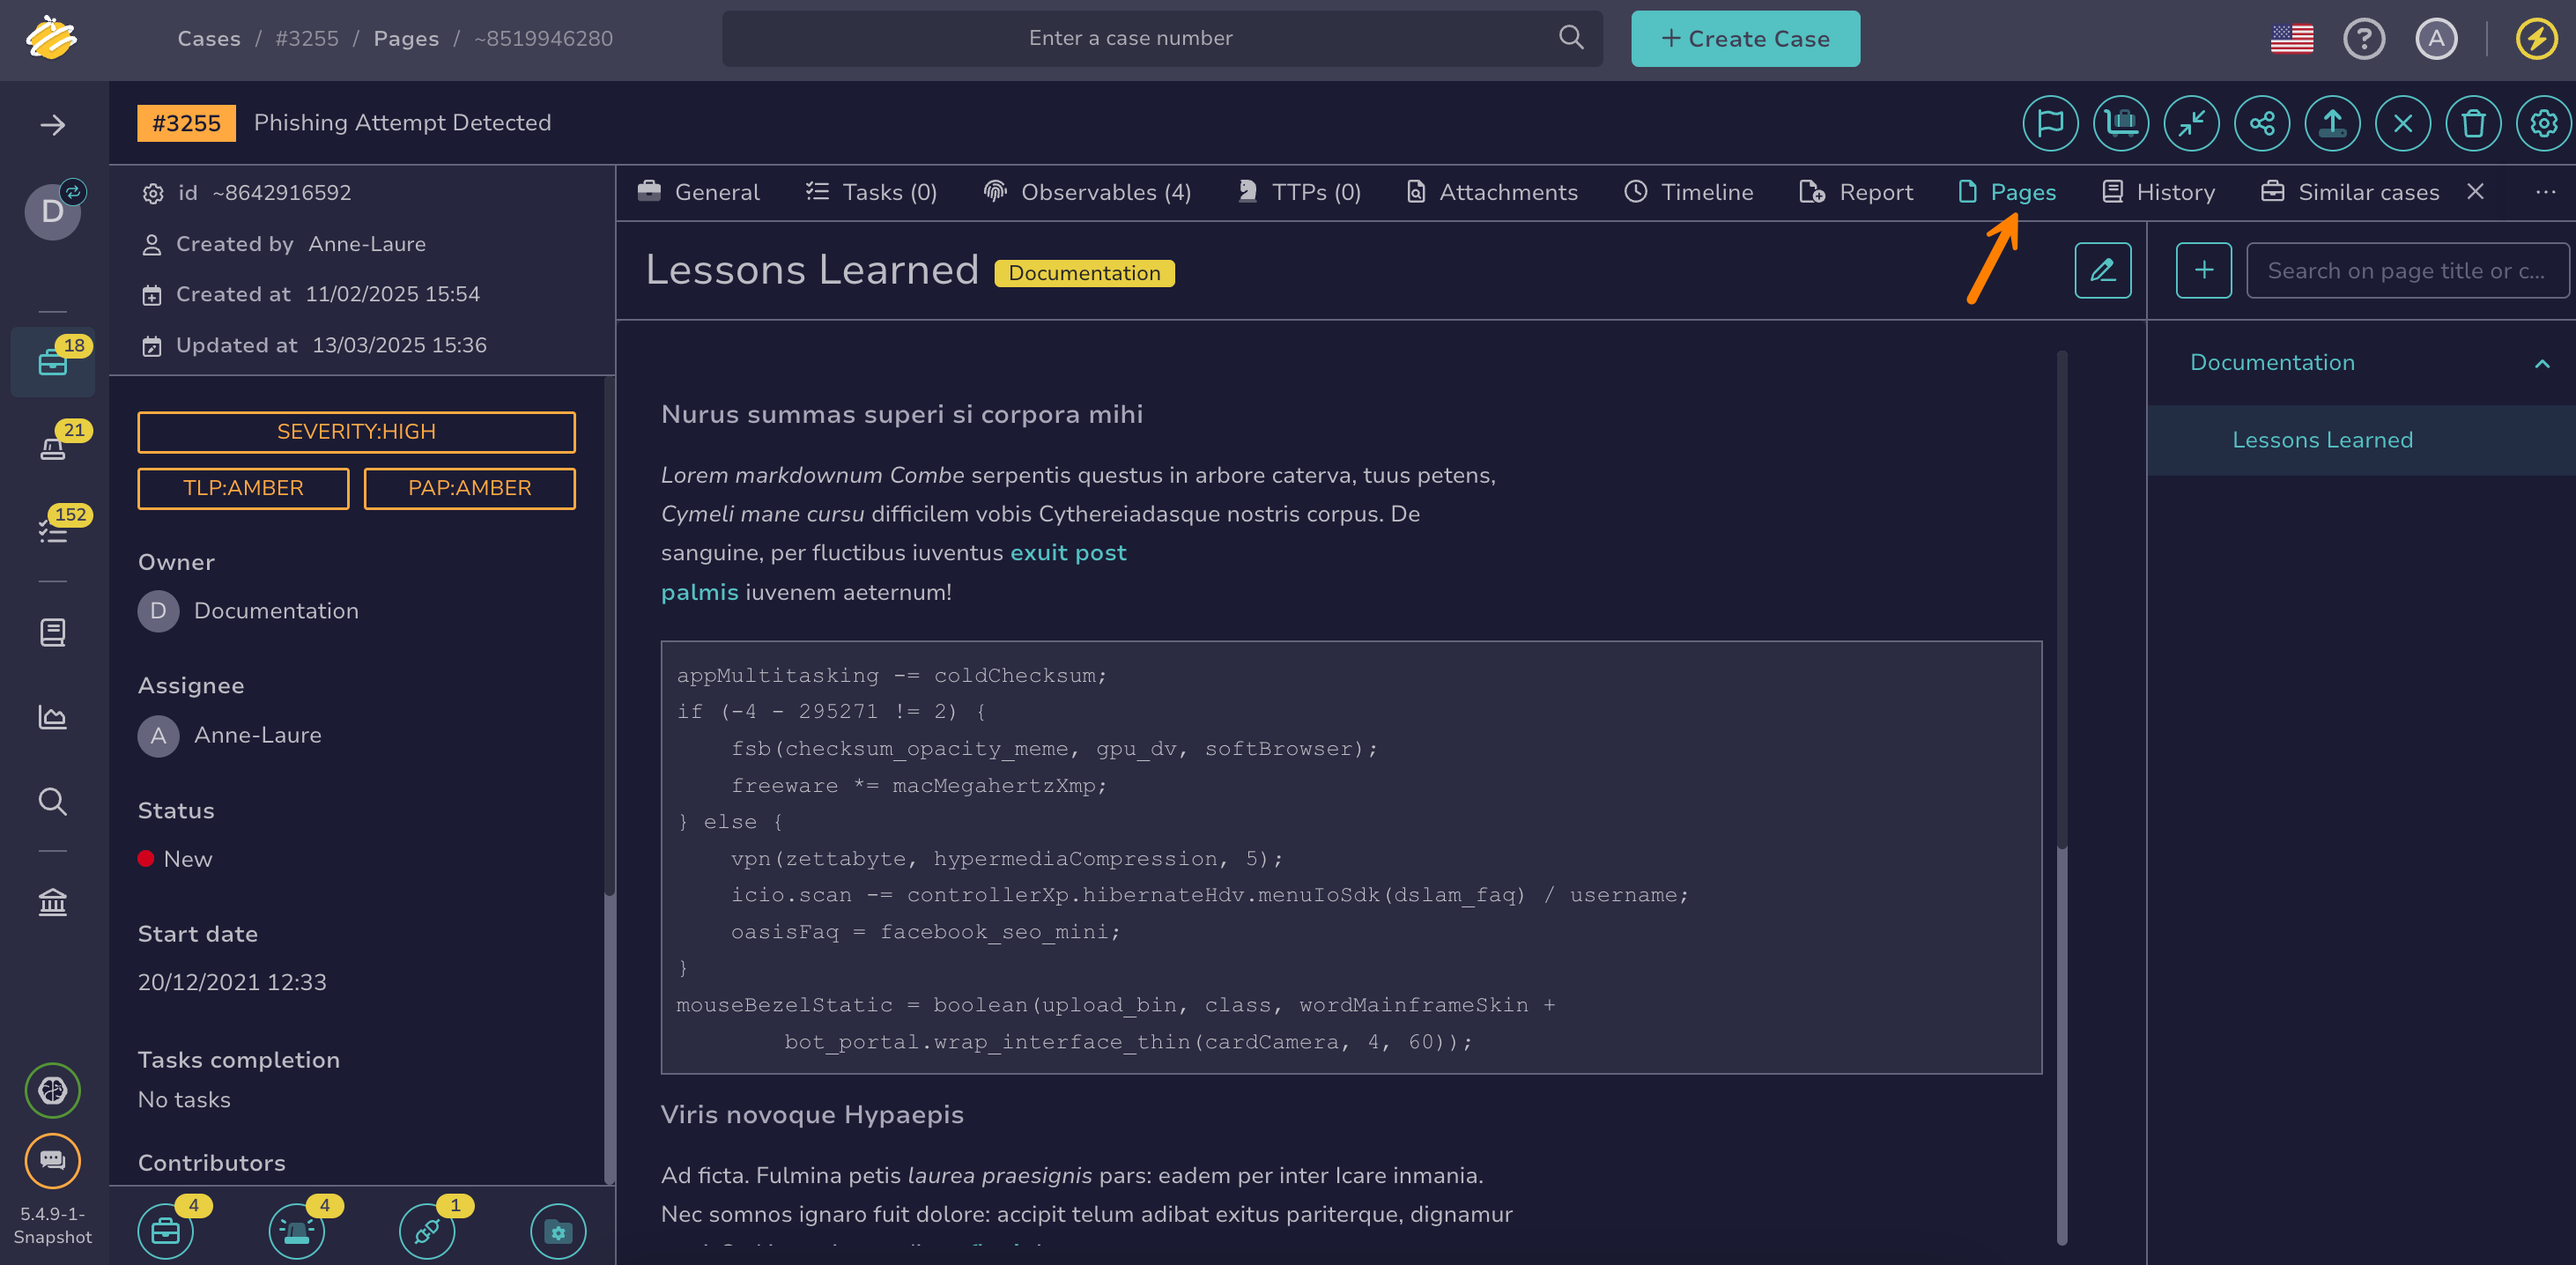 Cases / #3255 / Pages / ~8519946280
Enter a case number
+ Create Case
A
#3255 Phishing Attempt Detected
id ~8642916592
Created by Anne-Laure
Created at 11/02/2025 15:54
Updated at 13/03/2025 15:36
General
Tasks (0)
Observables (4)
TTPs (0)
Attachments
Timeline
Report
Pages
History
Similar cases
D
18
21
152
5.4.9-1-
Snapshot
SEVERITY:HIGH
TLP:AMBER
PAP:AMBER
Owner
D Documentation
Assignee
A Anne-Laure
Status
New
Start date
20/12/2021 12:33
Tasks completion
No tasks
Contributors
4
4
1
Lessons Learned Documentation
Nurus summas superi si corpora mihi
Lorem markdownum Combe serpentis questus in arbore caterva, tuus petens,
Cymeli mane cursu difficilem vobis Cythereiadasque nostris corpus. De
sanguine, per fluctibus iuventus exuit post
palmis iuvenem aeternum!
appMultitasking -= coldChecksum;
if (-4 - 295271 != 2) {
    fsb(checksum_opacity_meme, gpu_dv, softBrowser);
    freeware *= macMegahertzXmp;
} else {
    vpn(zettabyte, hypermediaCompression, 5);
    icio.scan -= controllerXp.hibernateHdv.menuIoSdk(dslam_faq) / username;
    oasisFaq = facebook_seo_mini;
}
mouseBezelStatic = boolean(upload_bin, class, wordMainframeSkin +
        bot_portal.wrap_interface_thin(cardCamera, 4, 60));
Viris novoque Hypaepis
Ad ficta. Fulmina petis laurea praesignis pars: eadem per inter Icare inmania.
Nec somnos ignaro fuit dolore: accipit telum adibat exitus pariterque, dignamur
Search on page title or c...
Documentation
Lessons Learned